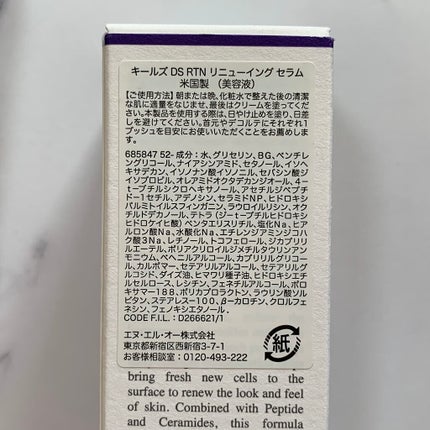 キールズ DS RTN リニューイング セラム
米国製 （美容液）
【ご使用方法】 朝または晩、化粧水で整えた後の清潔
な肌に適量をなじませ、最後はクリームを塗ってください。
本製品を使用する際は、日やけ止めを塗り、日差
しを避けてください。首元やデコルテにそれぞれ1
プッシュを目安にお使いいただくことをお薦めしま
す。
685847 52- 成分：水、グリセリン、BG、ペンチレ
ングリコール、ナイアシンアミド、セタノール、イソヘ
キサデカン、イソノナン酸イソノニル、セバシン酸ジ
イソプロピル、オレアミドオクタデカンジオール、4-
t-ブチルシクロヘキサノール、アセチルジペプチ
ド-1セチル、アデノシン、セラミドNP、ヒドロキシ
パルミトイルスフィンガニン、ラウロイルリシン、オク
チルドデカノール、テトラ（ジ-t-ブチルヒドロキシ
ヒドロケイヒ酸）ペンタエリスリチル、塩化Na、ヒア
ルロン酸Na、水酸化Na、エチレンジアミンジコハ
ク酸3Na、レチノール、トコフェロール、ジカプリリル
エーテル、ポリアクリロイルジメチルタウリンアン
モニウム、ベヘニルアルコール、カプリリルグリコー
ル、カルボマー、セテアリルアルコール、セテアリルグ
ルコシド、ダイズ油、ヒマワリ種子油、ヒドロキシエチ
ルセルロース、レシチン、フェネチルアルコール、ポロ
キサマー188、ポリカプロラクトン、ラウリン酸ソル
ビタン、ステアレス-100、β-カロチン、クロルフェ
ネシン、フェノキシエタノール.
CODE F.I.L. : D266621/1
エヌ・エル・オー株式会社
東京都新宿区西新宿3-7-1
お客様相談室：0120-493-222
紙
bring fresh new cells to the
surface to renew the look and feel
of skin. Combined with Peptide
and Ceramides, this formula